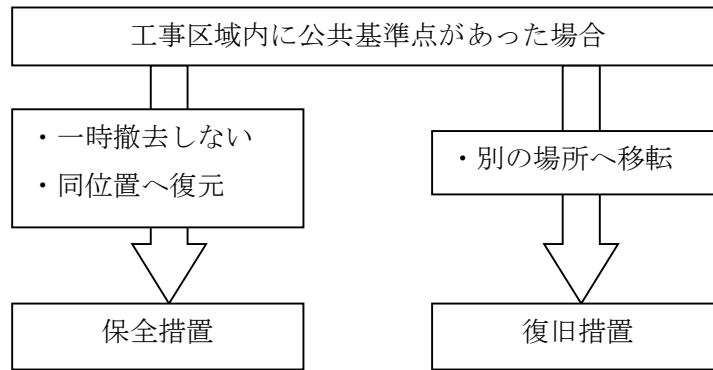 工事区域内に公共基準点があった場合
・一時撤去しない
・同位置へ復元
・別の場所へ移転
保全措置
復旧措置